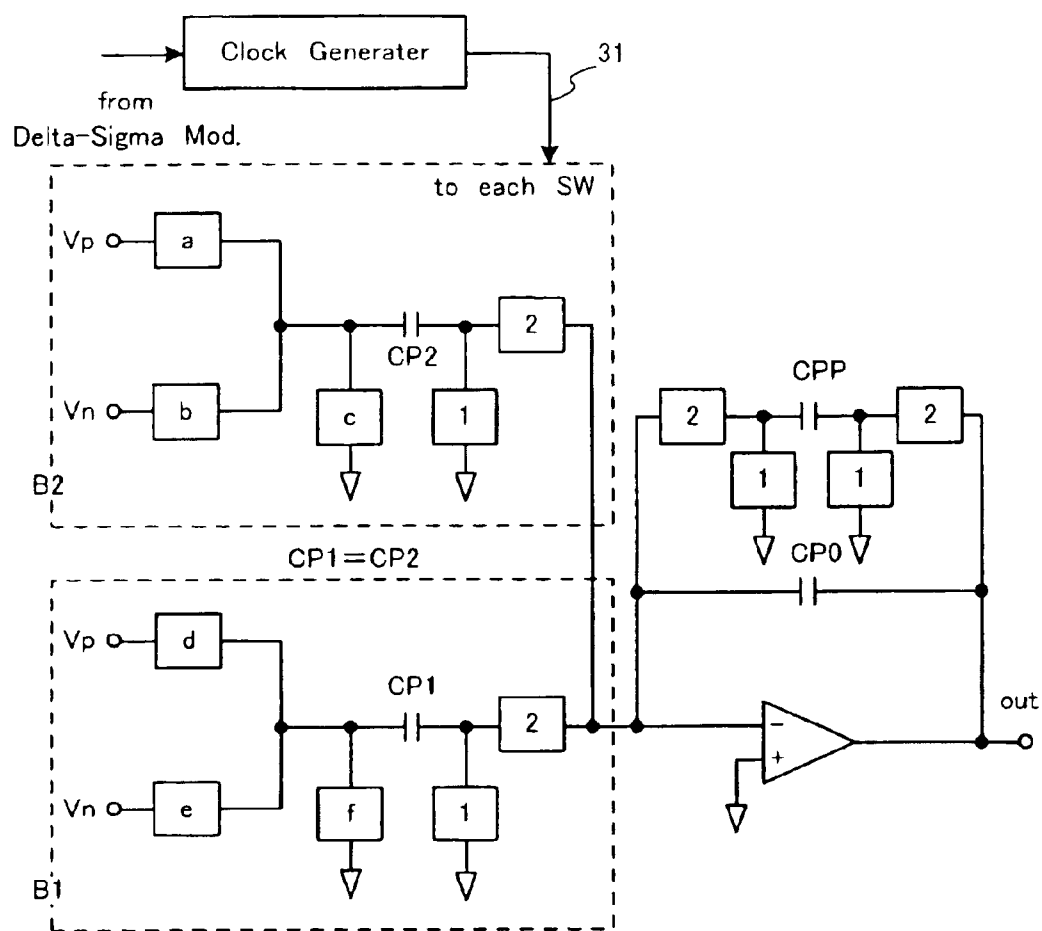 Clock Generater
31
from
Delta-Sigma Mod.
to each SW
Vp
a
2
CP2
Vn
b
c
1
B2
CPP
2
2
1
1
CP0
CP1=CP2
Vp
d
CP1
2
out
−
+
Vn
e
f
1
B1